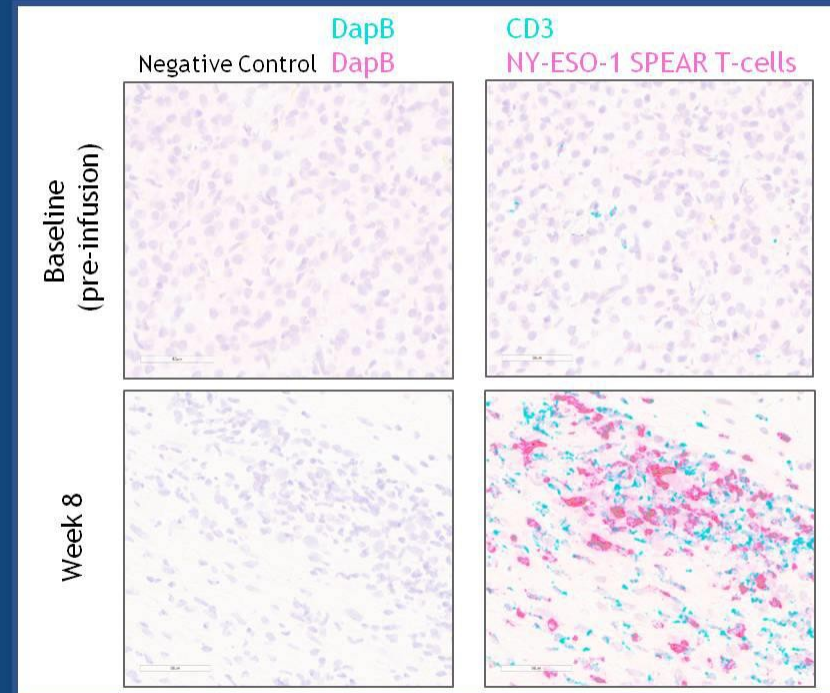 DapB
Negative Control DapB
CD3
NY-ESO-1 SPEAR T-cells
Baseline
(pre-infusion)
Week 8